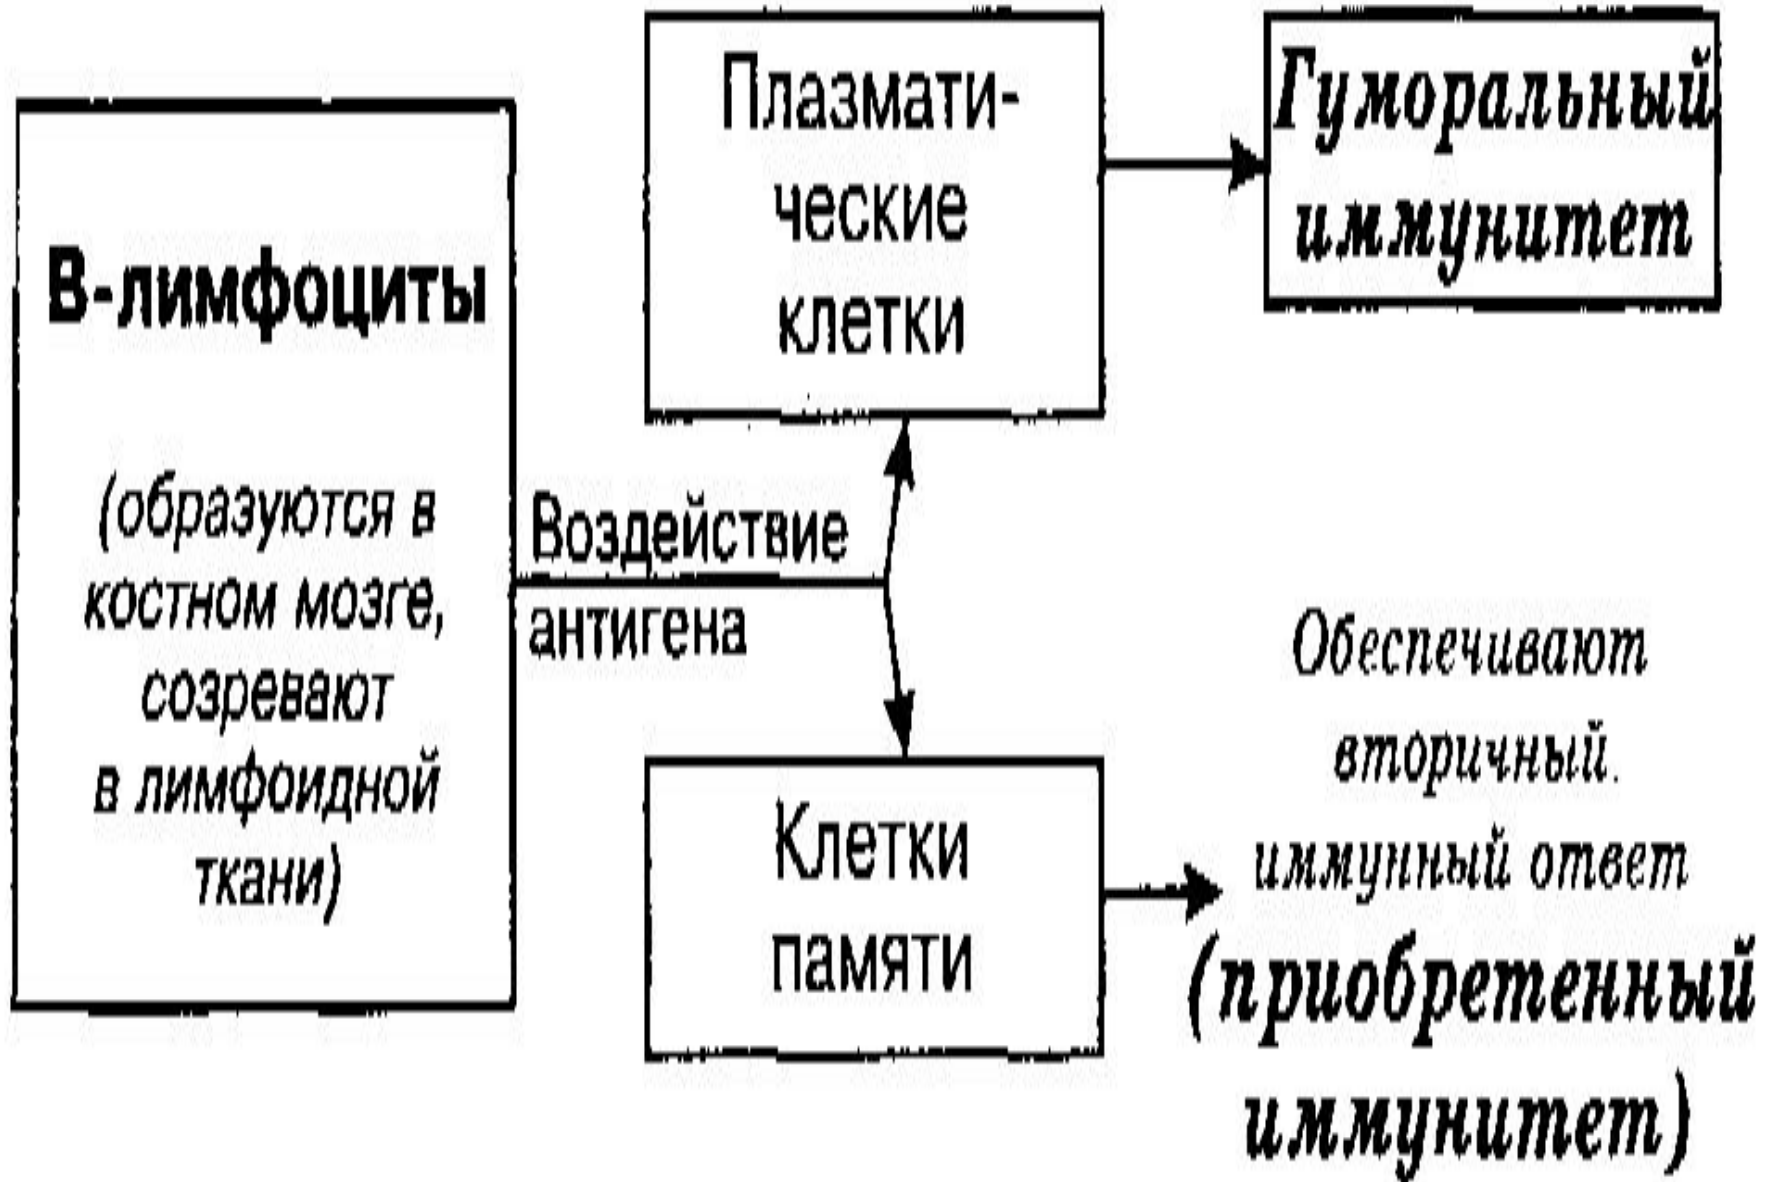 В-лимфоциты
(образуются в
костном мозге,
созревают
в лимфоидной
ткани)
Воздействие
антигена
Плазмати-
ческие
клетки
Гуморальный
иммунитет
Клетки
памяти
Обеспечивают
вторичный.
иммунный ответ
(приобретенный
иммунитет)